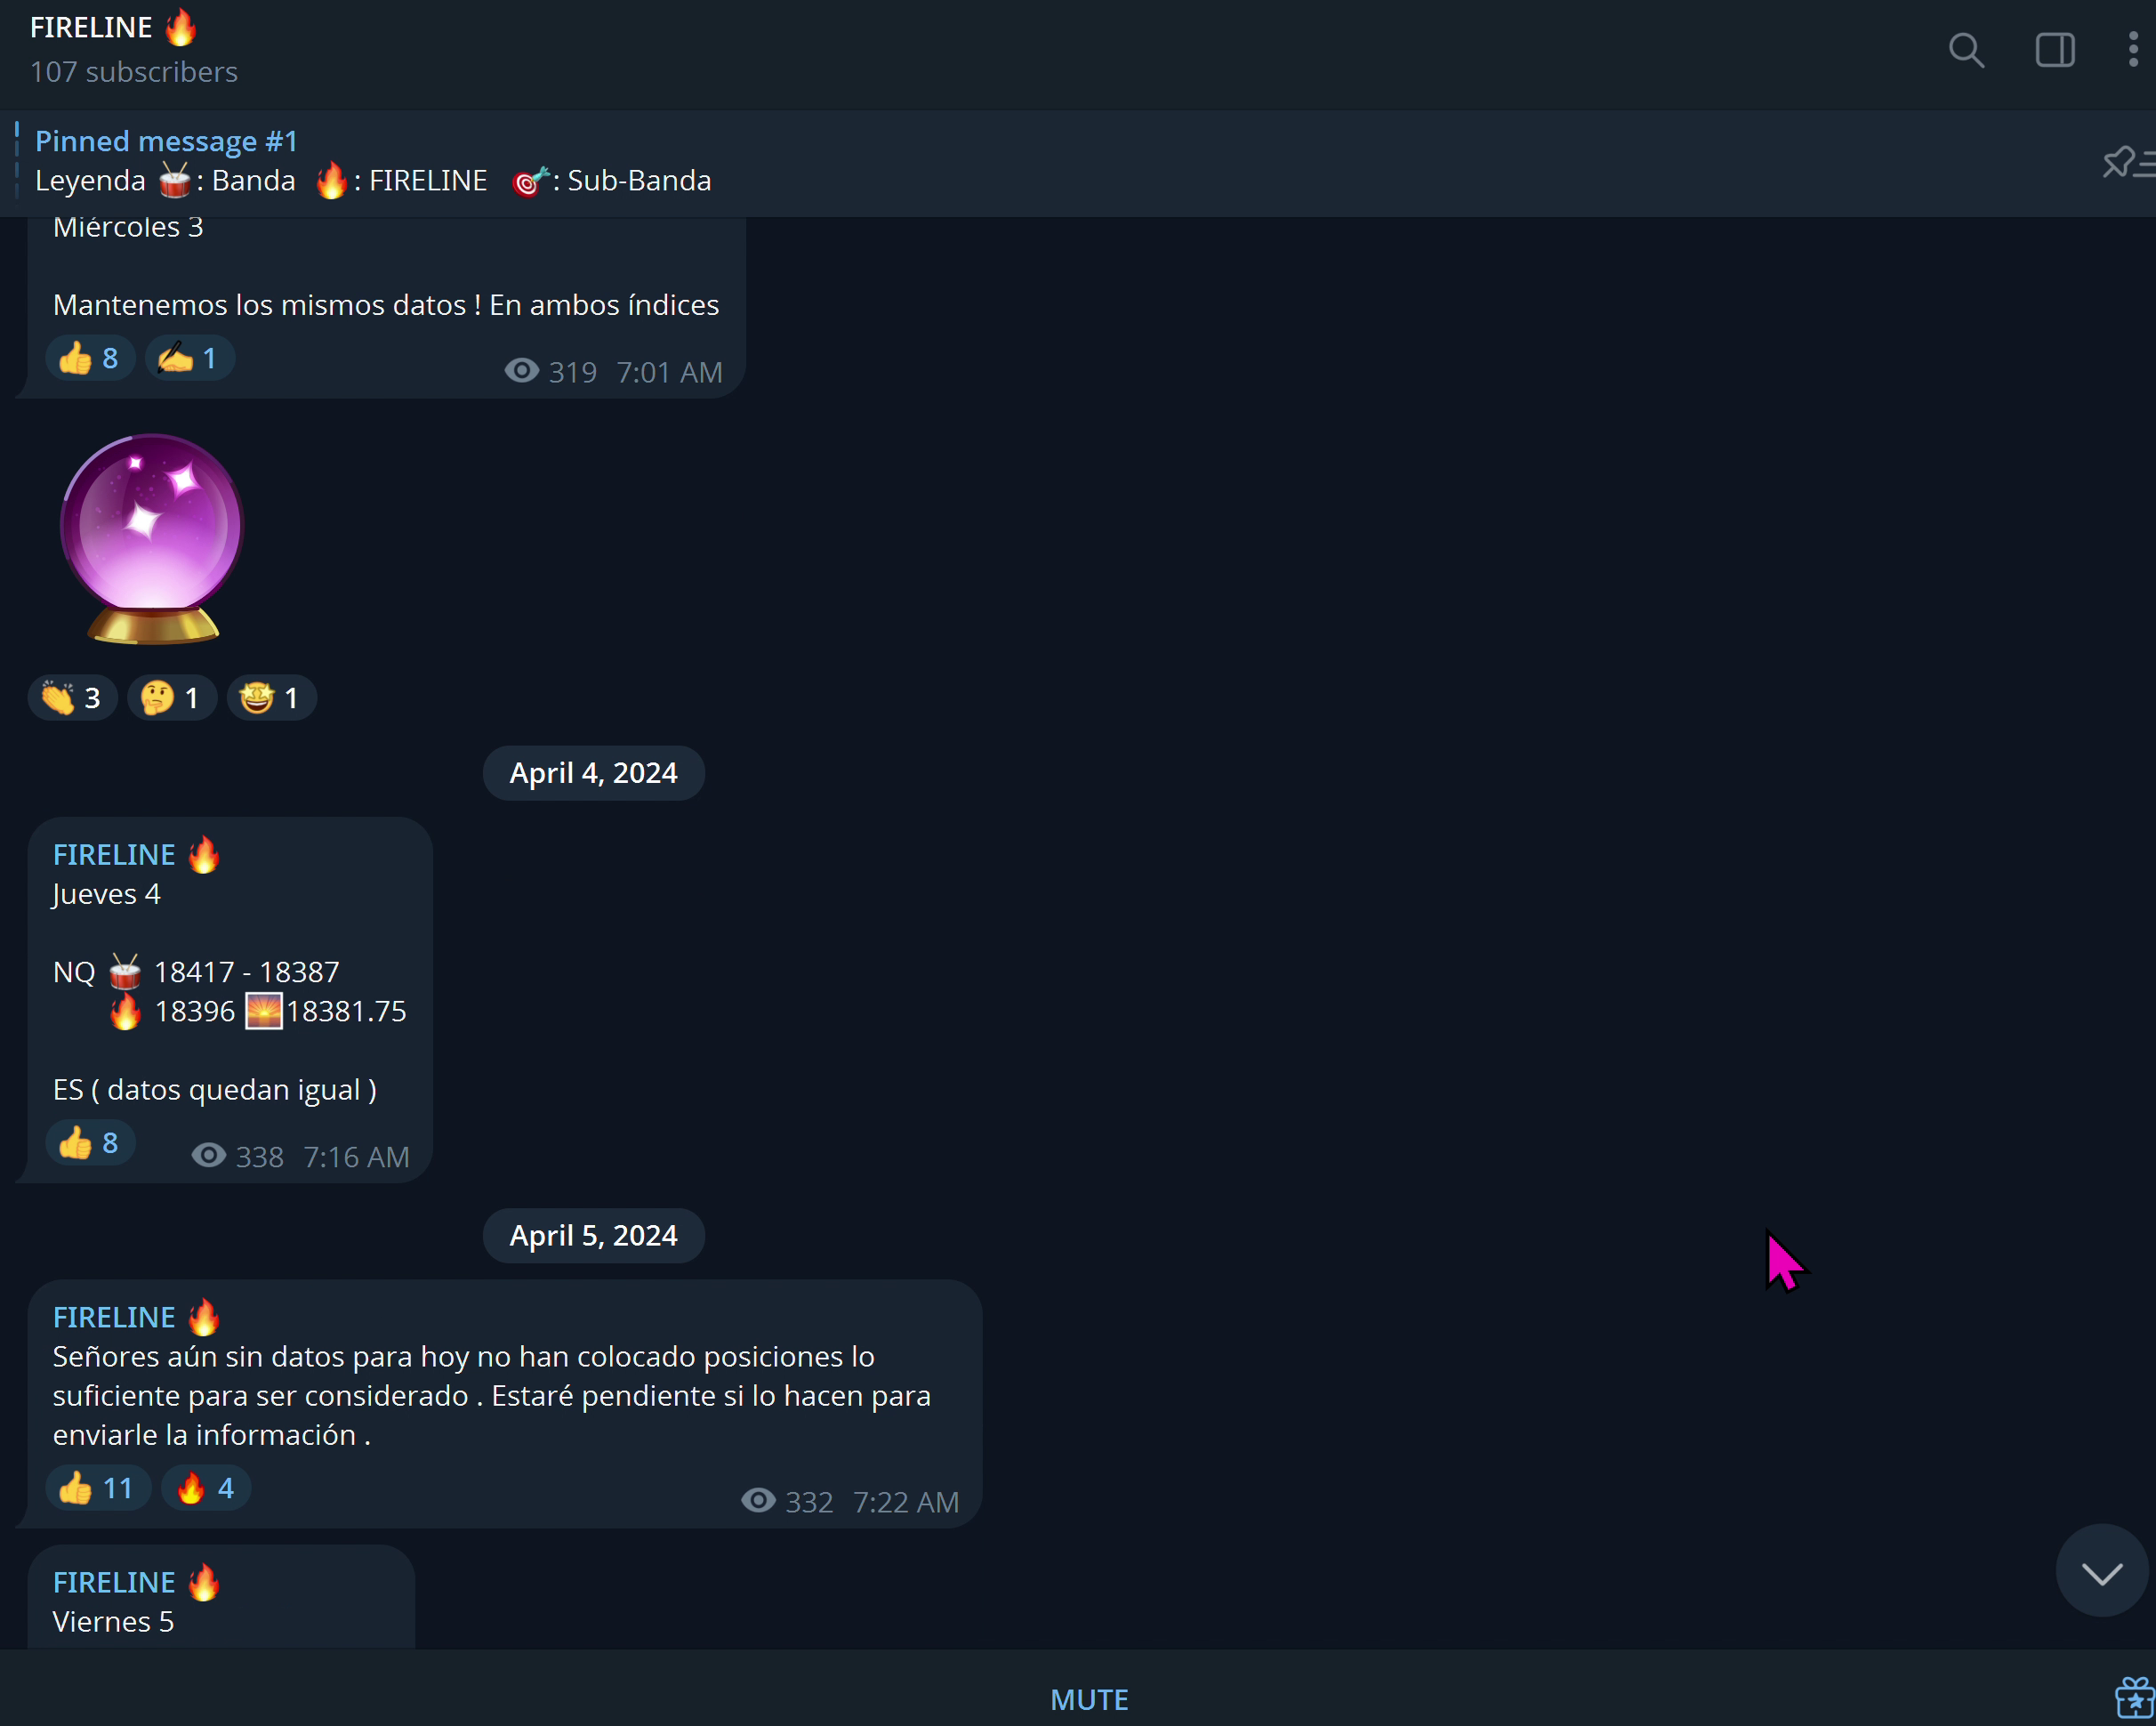 FIRELINE 🔥
107 subscribers
Pinned message #1
Leyenda 🥁: Banda 🔥: FIRELINE 🎯: Sub-Banda
Miércoles 3
Mantenemos los mismos datos ! En ambos índices
👍 8 ✍️ 1
319 7:01 AM
👏 3 🤔 1 🤩 1
April 4, 2024
FIRELINE 🔥
Jueves 4
NQ 🥁 18417 - 18387
🔥 18396 🌅18381.75
ES ( datos quedan igual )
👍 8
338 7:16 AM
April 5, 2024
FIRELINE 🔥
Señores aún sin datos para hoy no han colocado posiciones lo
suficiente para ser considerado . Estaré pendiente si lo hacen para
enviarle la información .
👍 11 🔥 4
332 7:22 AM
FIRELINE 🔥
Viernes 5
MUTE